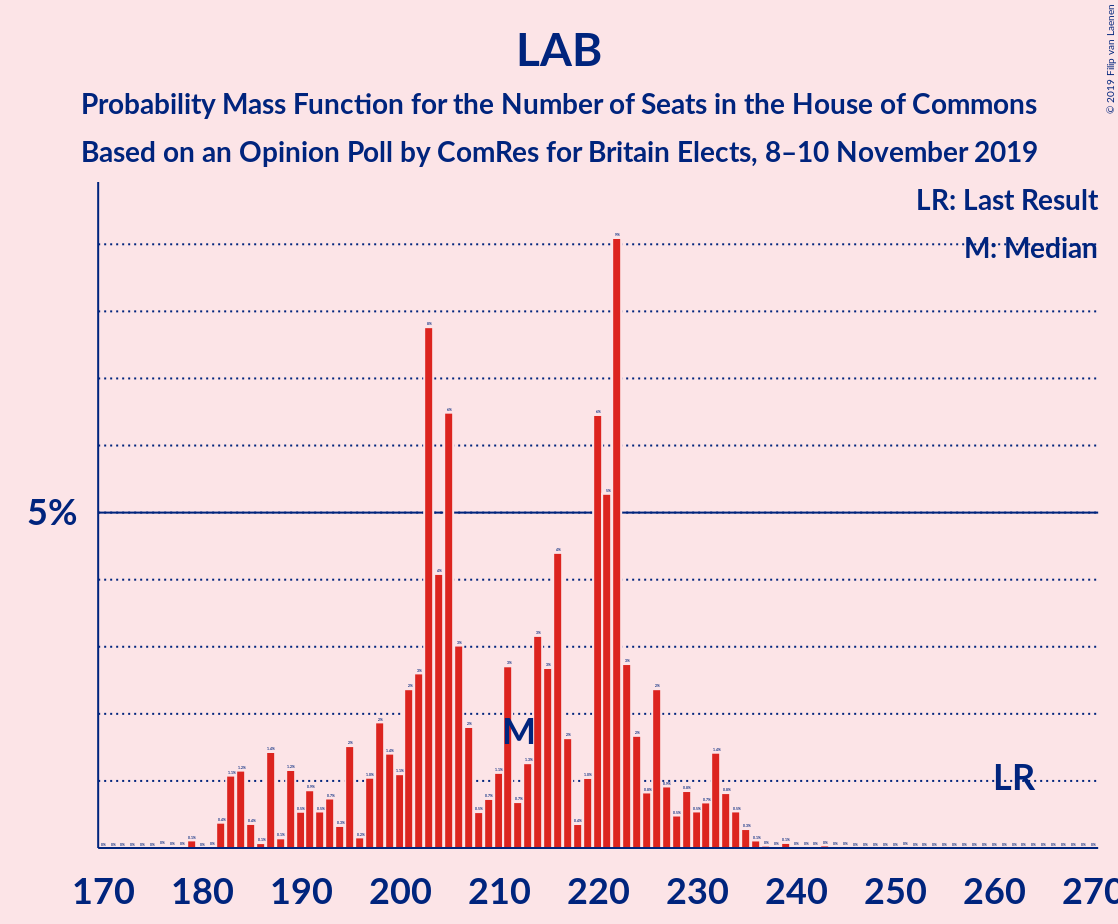 LAB
Probability Mass Function for the Number of Seats in the House of Commons
Based on an Opinion Poll by ComRes for Britain Elects, 8–10 November 2019
© 2019 Filip van Laenen
LR: Last Result
M: Median
5%
M
LR
170 180 190 200 210 220 230 240 250 260 270